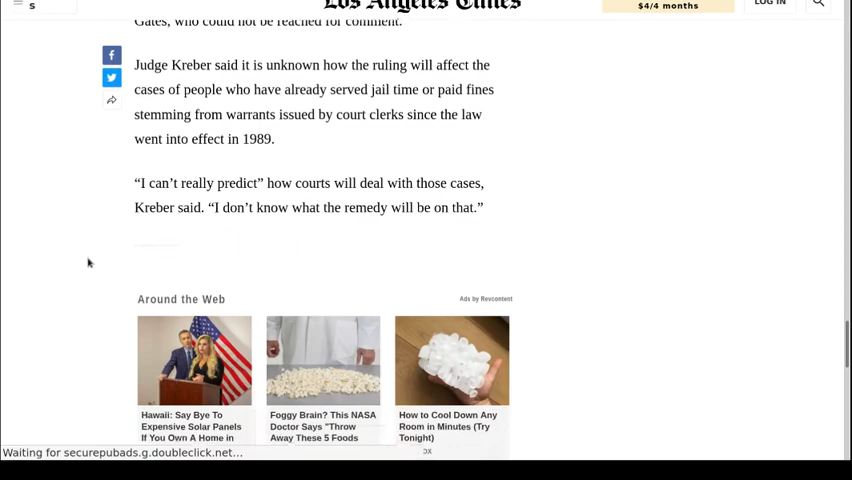 s
Los Angeles Times
$4/4 months
LOG IN
Gates, who could not be reached for comment.
Judge Kreber said it is unknown how the ruling will affect the
cases of people who have already served jail time or paid fines
stemming from warrants issued by court clerks since the law
went into effect in 1989.
“I can’t really predict” how courts will deal with those cases,
Kreber said. “I don’t know what the remedy will be on that.”
Around the Web
Ads by Revcontent
Hawaii: Say Bye To
Expensive Solar Panels
If You Own A Home in
Foggy Brain? This NASA
Doctor Says "Throw
Away These 5 Foods
How to Cool Down Any
Room in Minutes (Try
Tonight)
Waiting for securepubads.g.doubleclick.net...